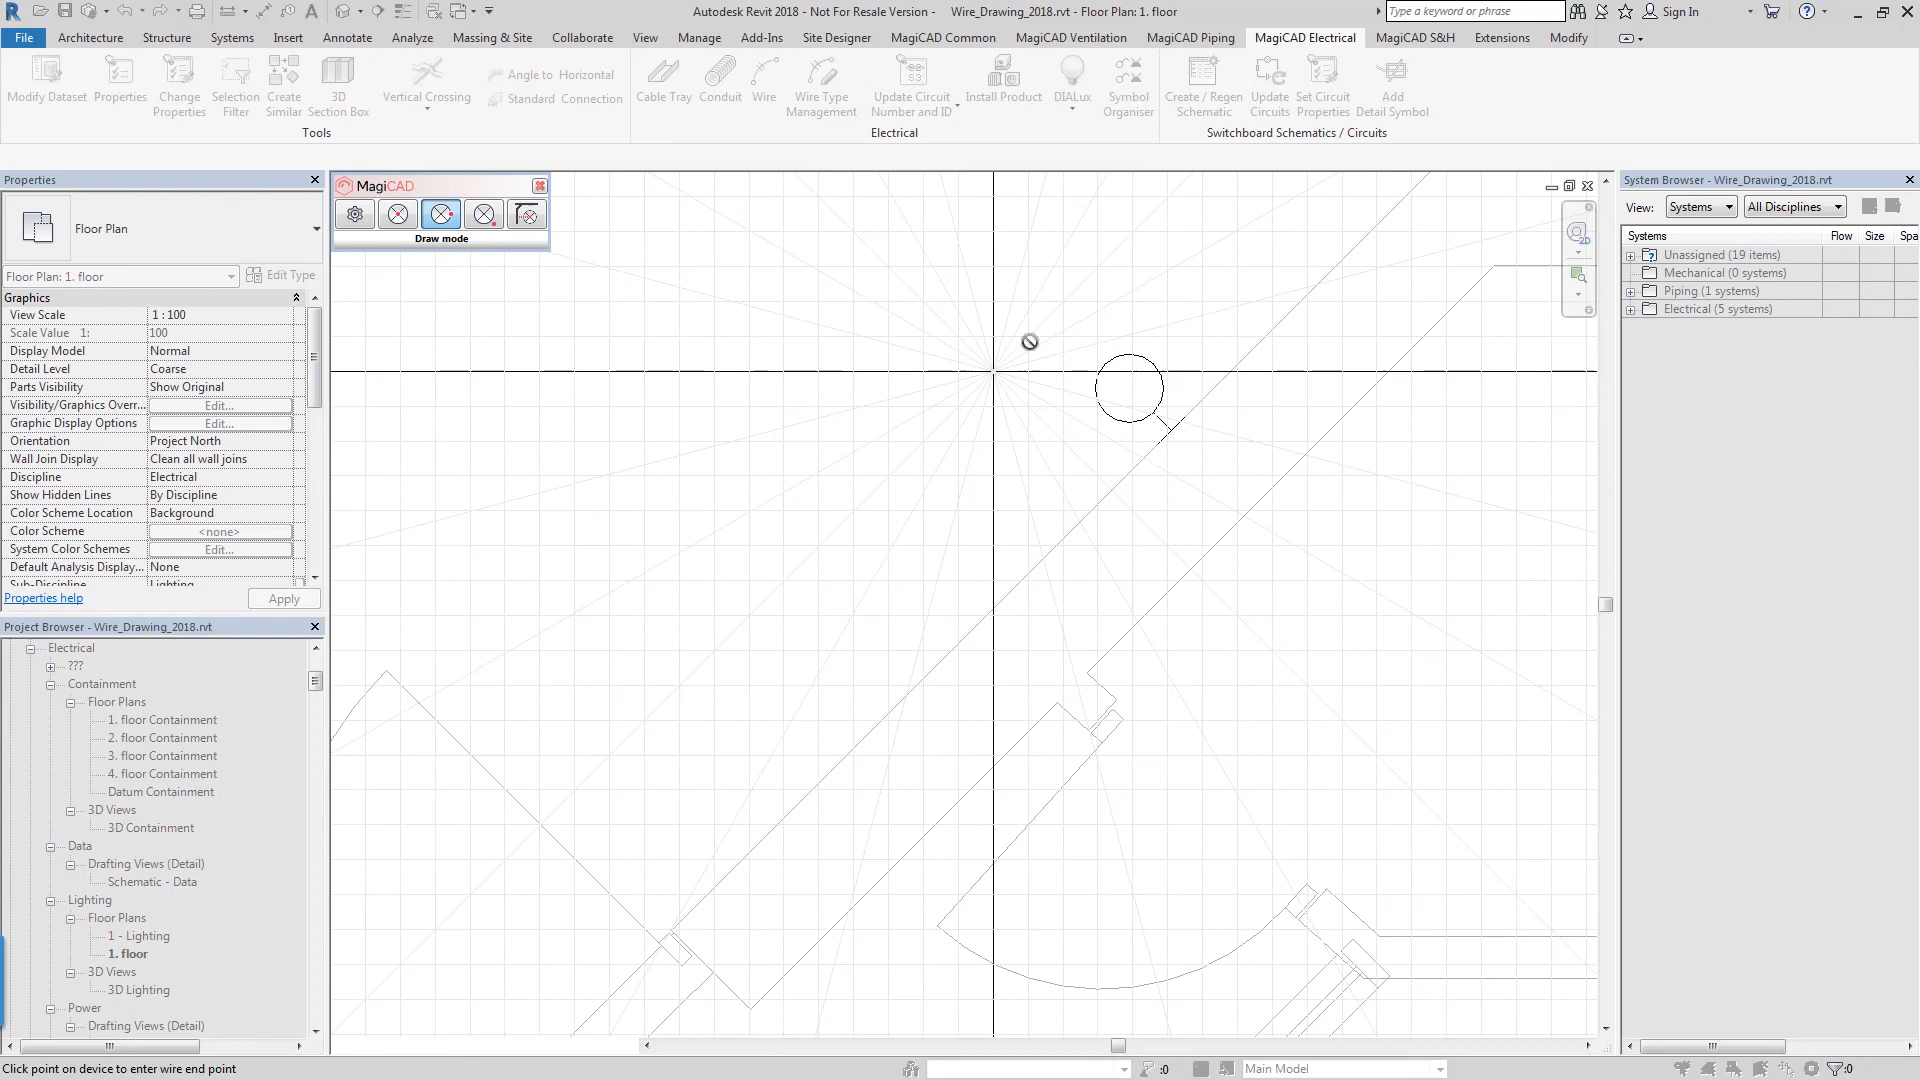 Autodesk Revit 2018 - Not For Resale Version - Wire_Drawing_2018.rvt - Floor Plan: 1. floor
Type a keyword or phrase
Sign In
File Architecture Structure Systems Insert Annotate Analyze Massing & Site Collaborate View Manage Add-Ins Site Designer MagiCAD Common MagiCAD Ventilation MagiCAD Piping MagiCAD Electrical MagiCAD S&H Extensions Modify
Modify Dataset
Properties
Change Properties
Selection Filter
Create Similar
3D Section Box
Vertical Crossing
Angle to Horizontal
Standard Connection
Cable Tray
Conduit
Wire
Wire Type Management
Update Circuit Number and ID
Install Product
DIALux
Symbol Organiser
Create / Regen Schematic
Update Circuits
Set Circuit Properties
Add Detail Symbol
Tools
Electrical
Switchboard Schematics / Circuits
Properties
Floor Plan
Floor Plan: 1. floor
Edit Type
Graphics
View Scale 1 : 100
Scale Value 1: 100
Display Model Normal
Detail Level Coarse
Parts Visibility Show Original
Visibility/Graphics Overr... Edit...
Graphic Display Options Edit...
Orientation Project North
Wall Join Display Clean all wall joins
Discipline Electrical
Show Hidden Lines By Discipline
Color Scheme Location Background
Color Scheme <none>
System Color Schemes Edit...
Default Analysis Display... None
Sub-Discipline Lighting
Properties help
Apply
Project Browser - Wire_Drawing_2018.rvt
Electrical
???
Containment
Floor Plans
1. floor Containment
2. floor Containment
3. floor Containment
4. floor Containment
Datum Containment
3D Views
3D Containment
Data
Drafting Views (Detail)
Schematic - Data
Lighting
Floor Plans
1 - Lighting
1. floor
3D Views
3D Lighting
Power
Drafting Views (Detail)
MagiCAD
Draw mode
2D
System Browser - Wire_Drawing_2018.rvt
View: Systems All Disciplines
Systems Flow Size Spa
Unassigned (19 items)
Mechanical (0 systems)
Piping (1 systems)
Electrical (5 systems)
Click point on device to enter wire end point
:0
Main Model
:0